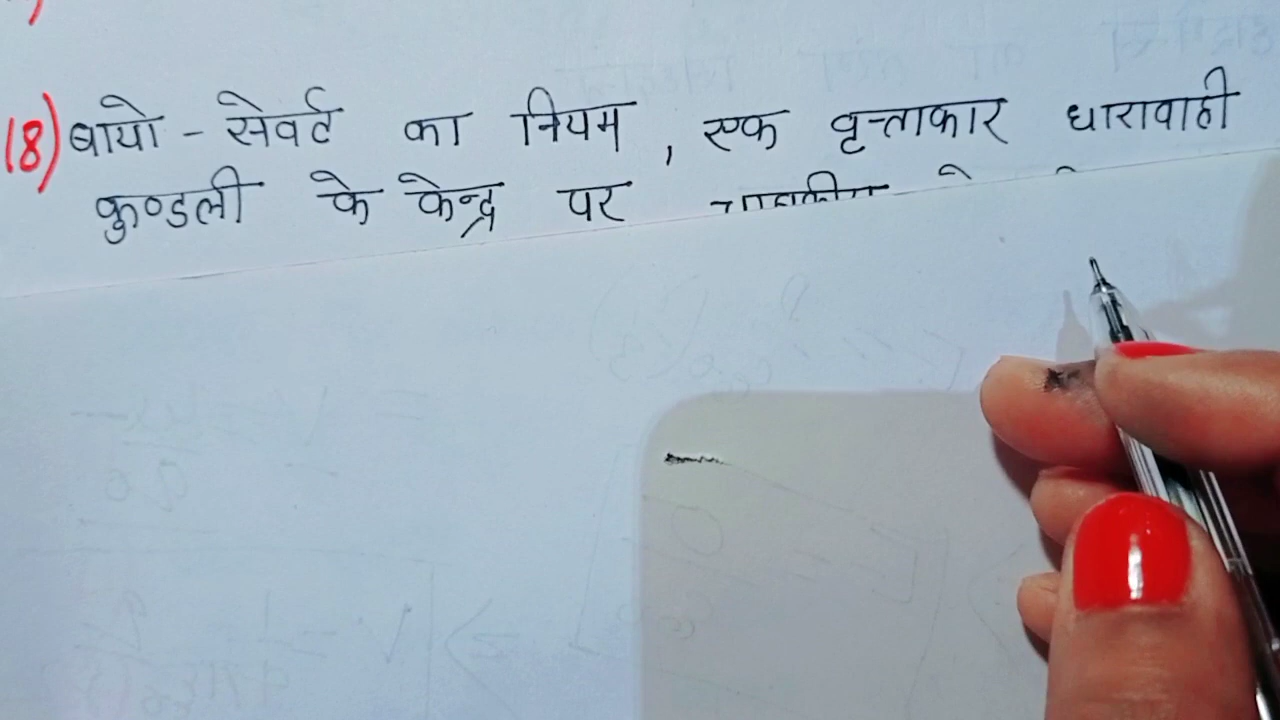 18) बायो - सेवर्ट का नियम , एक वृत्ताकार धारावाही
कुण्डली के केन्द्र पर